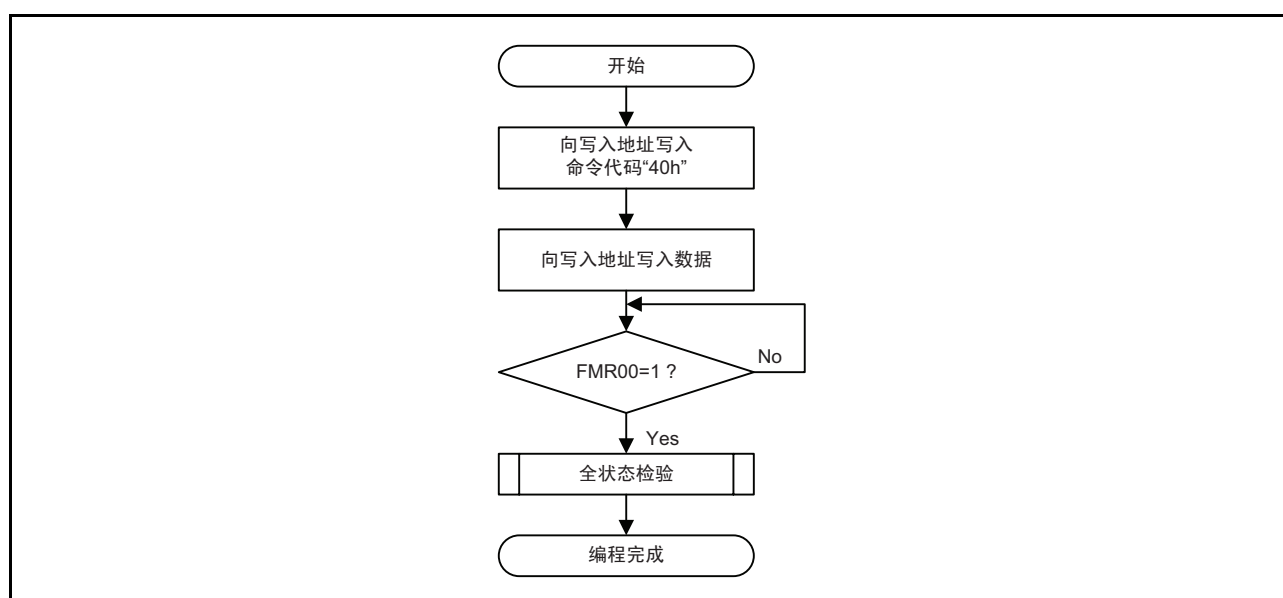 开始
向写入地址写入
命令代码“40h”
向写入地址写入数据
FMR00=1 ?
No
Yes
全状态检验
编程完成